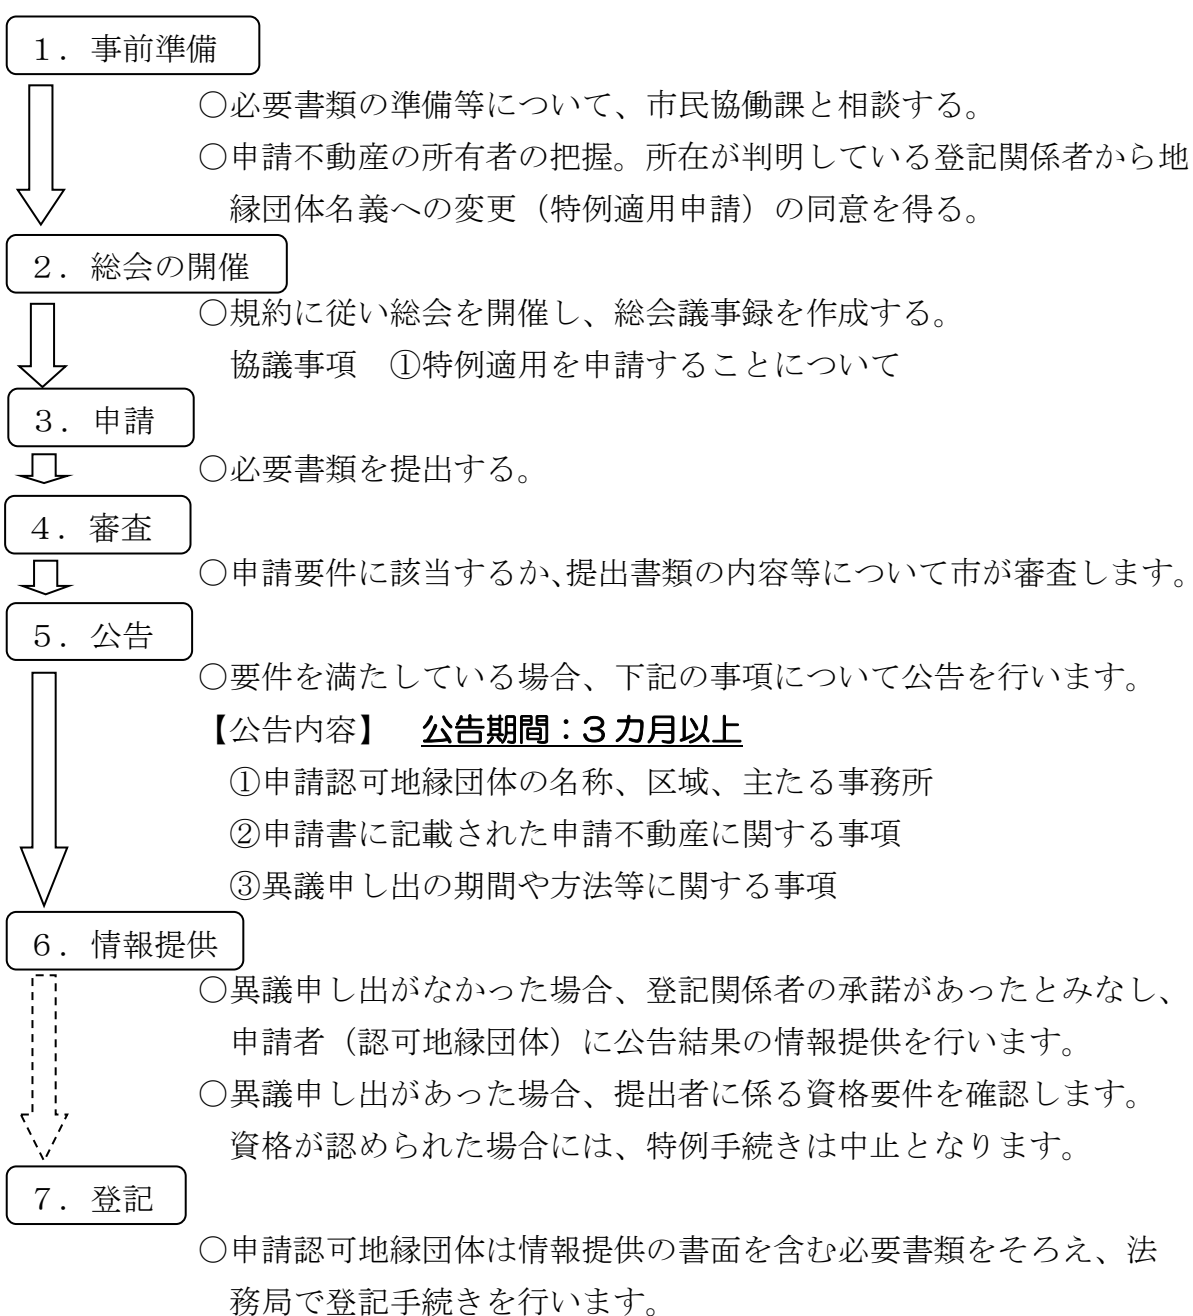 １．事前準備
○必要書類の準備等について、市民協働課と相談する。
○申請不動産の所有者の把握。所在が判明している登記関係者から地
縁団体名義への変更（特例適用申請）の同意を得る。
２．総会の開催
○規約に従い総会を開催し、総会議事録を作成する。
協議事項　①特例適用を申請することについて
３．申請
○必要書類を提出する。
４．審査
○申請要件に該当するか、提出書類の内容等について市が審査します。
５．公告
○要件を満たしている場合、下記の事項について公告を行います。
【公告内容】　公告期間：３カ月以上
①申請認可地縁団体の名称、区域、主たる事務所
②申請書に記載された申請不動産に関する事項
③異議申し出の期間や方法等に関する事項
６．情報提供
○異議申し出がなかった場合、登記関係者の承諾があったとみなし、
申請者（認可地縁団体）に公告結果の情報提供を行います。
○異議申し出があった場合、提出者に係る資格要件を確認します。
資格が認められた場合には、特例手続きは中止となります。
７．登記
○申請認可地縁団体は情報提供の書面を含む必要書類をそろえ、法
務局で登記手続きを行います。